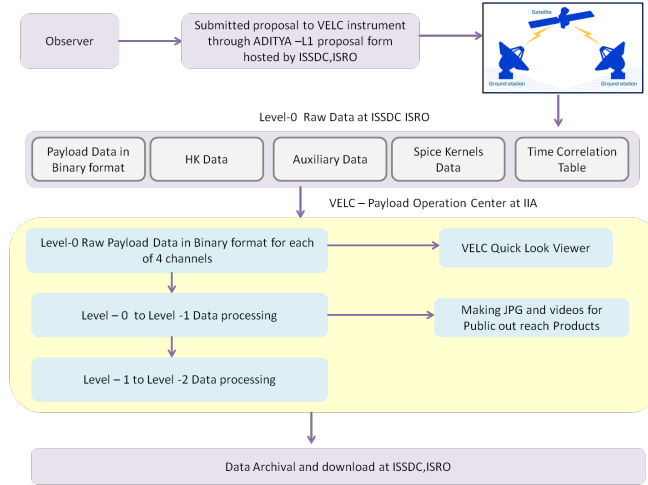 Observer
Submitted proposal to VELC instrument
through ADITYA –L1 proposal form
hosted by ISSDC,ISRO
Satellite
Ground station
Ground station
Level-0 Raw Data at ISSDC ISRO
Payload Data in
Binary format
HK Data
Auxiliary Data
Spice Kernels
Data
Time Correlation
Table
VELC – Payload Operation Center at IIA
Level-0 Raw Payload Data in Binary format for each
of 4 channels
VELC Quick Look Viewer
Level – 0 to Level -1 Data processing
Making JPG and videos for
Public out reach Products
Level – 1 to Level -2 Data processing
Data Archival and download at ISSDC,ISRO